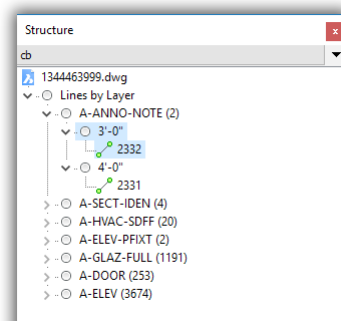 Structure
x
cb
1344463999.dwg
Lines by Layer
A-ANNO-NOTE (2)
3'-0"
2332
4'-0"
2331
A-SECT-IDEN (4)
A-HVAC-SDFF (20)
A-ELEV-PFIXT (2)
A-GLAZ-FULL (1191)
A-DOOR (253)
A-ELEV (3674)